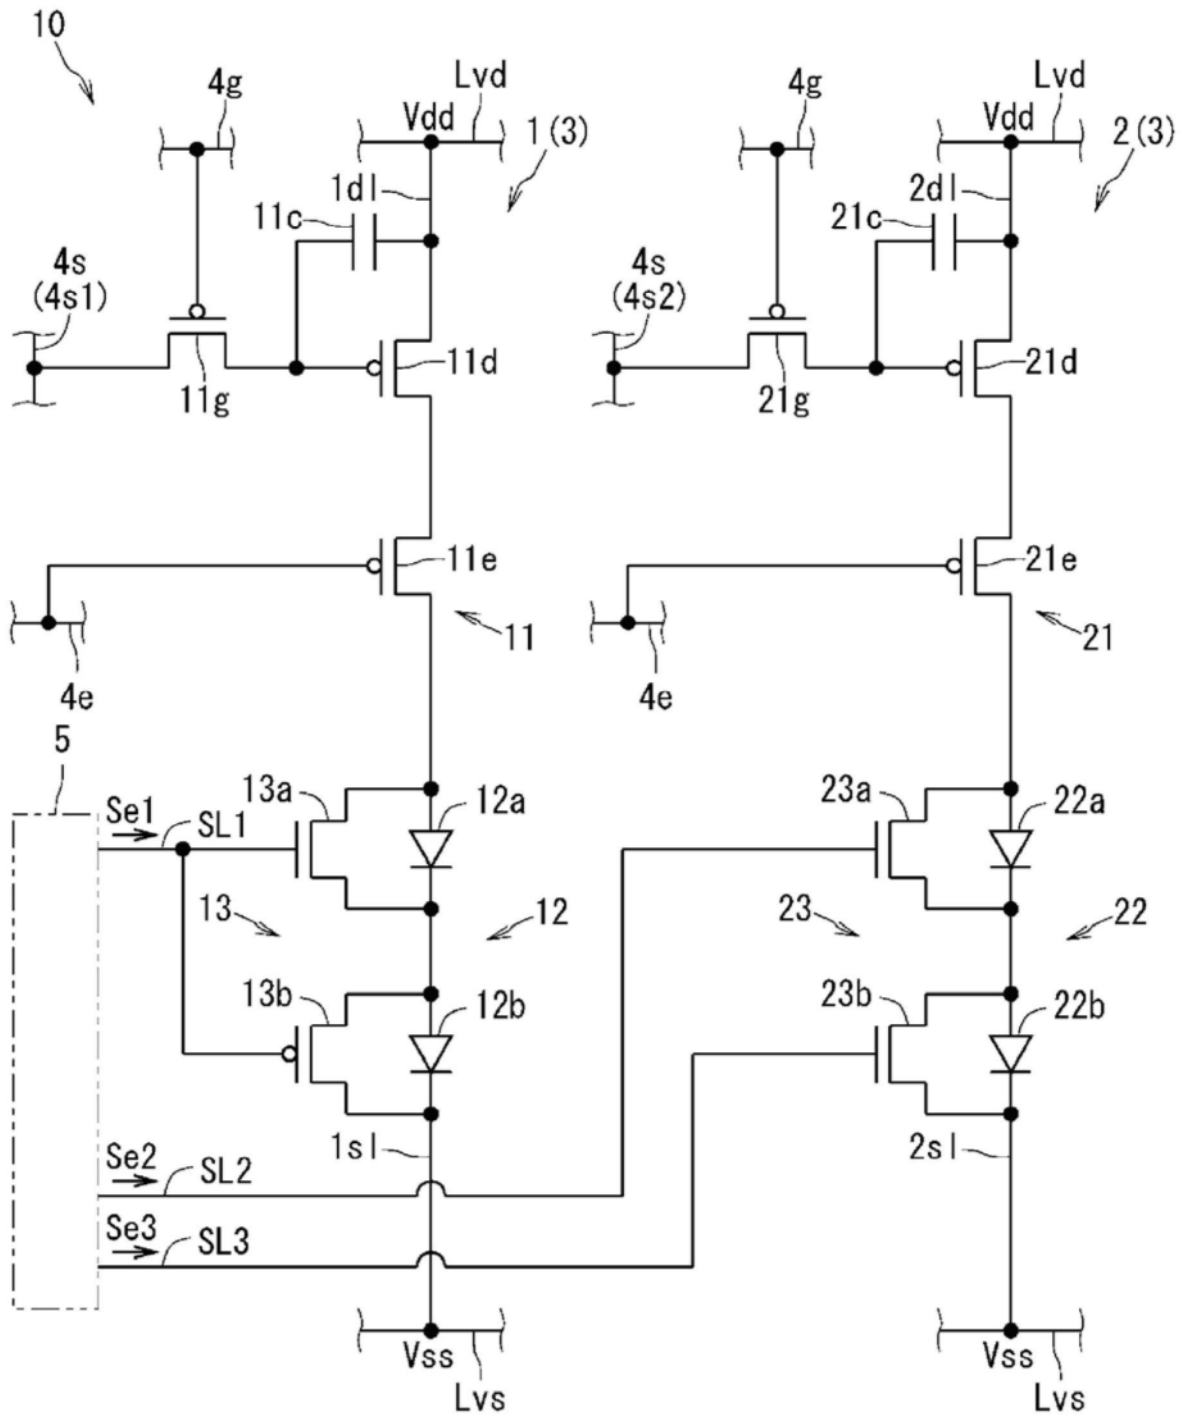 10
4g
Lvd
Vdd
1(3)
1dl
11c
4s
(4s1)
11g
11d
11e
11
4e
4g
Lvd
Vdd
2(3)
2dl
21c
4s
(4s2)
21g
21d
21e
21
4e
5
Se1
SL1
13a
12a
13
12
13b
12b
1sl
Se2
SL2
Se3
SL3
Vss
Lvs
23a
22a
23
22
23b
22b
2sl
Vss
Lvs